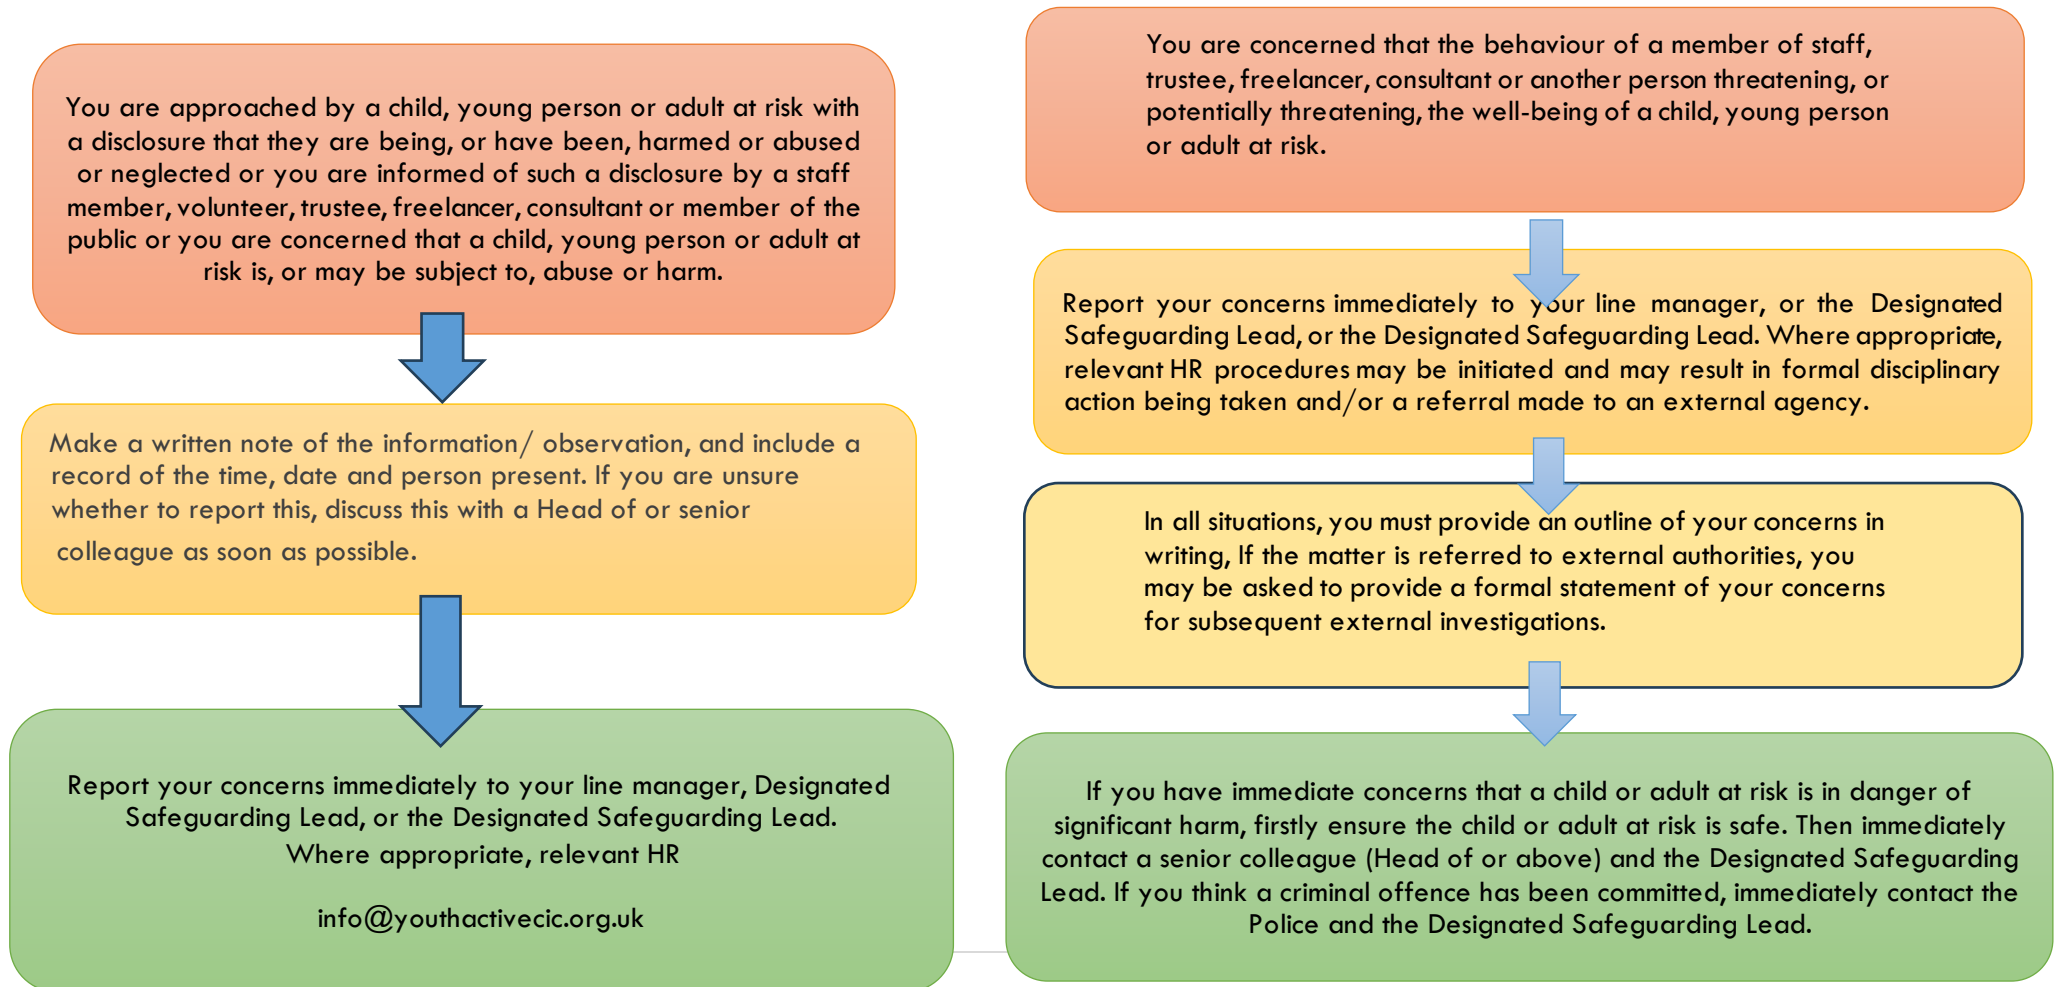 You are approached by a child, young person or adult at risk with
a disclosure that they are being, or have been, harmed or abused
or neglected or you are informed of such a disclosure by a staff
member, volunteer, trustee, freelancer, consultant or member of the
public or you are concerned that a child, young person or adult at
risk is, or may be subject to, abuse or harm.
Make a written note of the information/ observation, and include a
record of the time, date and person present. If you are unsure
whether to report this, discuss this with a Head of or senior
colleague as soon as possible.
Report your concerns immediately to your line manager, Designated
Safeguarding Lead, or the Designated Safeguarding Lead.
Where appropriate, relevant HR
info@youthactivecic.org.uk
You are concerned that the behaviour of a member of staff,
trustee, freelancer, consultant or another person threatening, or
potentially threatening, the well-being of a child, young person
or adult at risk.
Report your concerns immediately to your line manager, or the Designated
Safeguarding Lead, or the Designated Safeguarding Lead. Where appropriate,
relevant HR procedures may be initiated and may result in formal disciplinary
action being taken and/or a referral made to an external agency.
In all situations, you must provide an outline of your concerns in
writing, If the matter is referred to external authorities, you
may be asked to provide a formal statement of your concerns
for subsequent external investigations.
If you have immediate concerns that a child or adult at risk is in danger of
significant harm, firstly ensure the child or adult at risk is safe. Then immediately
contact a senior colleague (Head of or above) and the Designated Safeguarding
Lead. If you think a criminal offence has been committed, immediately contact the
Police and the Designated Safeguarding Lead.